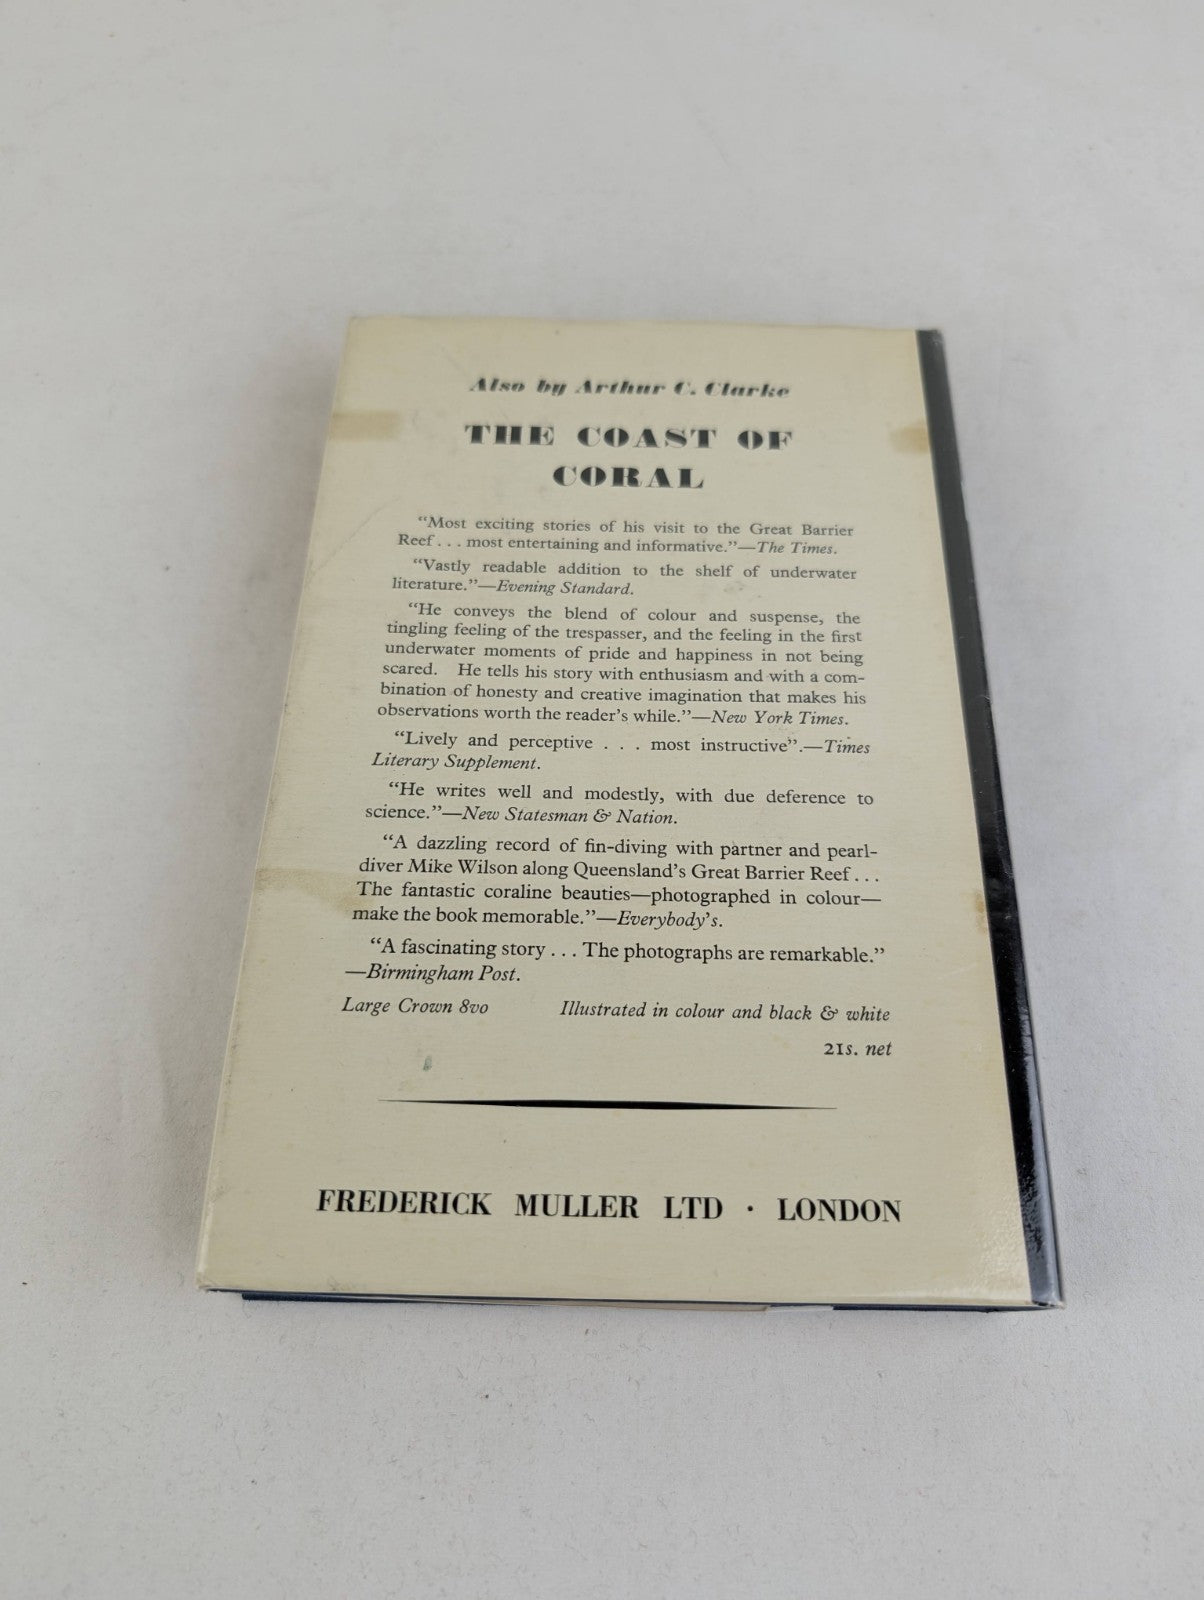 Also by Arthur C. Clarke
THE COAST OF
CORAL
“Most exciting stories of his visit to the Great Barrier
Reef . . . most entertaining and informative.”—The Times.
“Vastly readable addition to the shelf of underwater
literature.”—Evening Standard.
“He conveys the blend of colour and suspense, the
tingling feeling of the trespasser, and the feeling in the first
underwater moments of pride and happiness in not being
scared. He tells his story with enthusiasm and with a com-
bination of honesty and creative imagination that makes his
observations worth the reader’s while.”—New York Times.
“Lively and perceptive . . . most instructive”.—Times
Literary Supplement.
“He writes well and modestly, with due deference to
science.”—New Statesman & Nation.
“A dazzling record of fin-diving with partner and pearl-
diver Mike Wilson along Queensland’s Great Barrier Reef . . .
The fantastic coraline beauties—photographed in colour—
make the book memorable.”—Everybody’s.
“A fascinating story . . . The photographs are remarkable.”
—Birmingham Post.
Large Crown 8vo Illustrated in colour and black & white
21s. net
FREDERICK MULLER LTD · LONDON